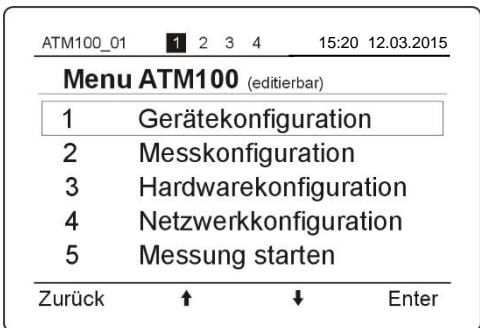 ATM100_01 1 2 3 4 15:20 12.03.2015
Menu ATM100 (editierbar)
1 Gerätekonfiguration
2 Messkonfiguration
3 Hardwarekonfiguration
4 Netzwerkkonfiguration
5 Messung starten
Zurück ↑ ↓ Enter